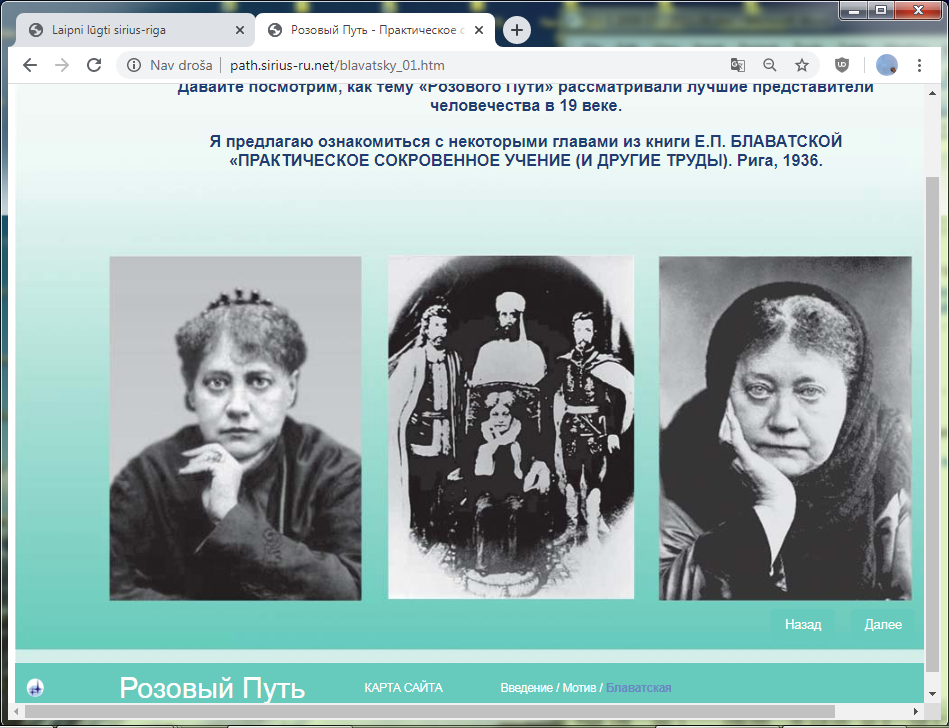 Laipni lūgti sirius-riga
Розовый Путь - Практическое с
Nav droša
path.sirius-ru.net/blavatsky_01.htm
Давайте посмотрим, как тему «Розового Пути» рассматривали лучшие представители
человечества в 19 веке.
Я предлагаю ознакомиться с некоторыми главами из книги Е.П. БЛАВАТСКОЙ
«ПРАКТИЧЕСКОЕ СОКРОВЕННОЕ УЧЕНИЕ (И ДРУГИЕ ТРУДЫ). Рига, 1936.
Назад Далее
Розовый Путь КАРТА САЙТА Введение / Мотив / Блаватская